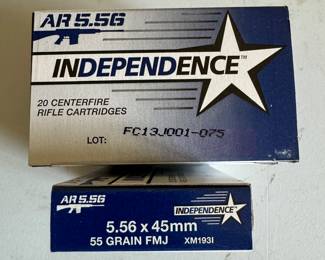 AR 5.56
INDEPENDENCE™
20 CENTERFIRE
RIFLE CARTRIDGES
LOT: FC13J001-075
AR 5.56
INDEPENDENCE
5.56 x 45mm
55 GRAIN FMJ XM193I